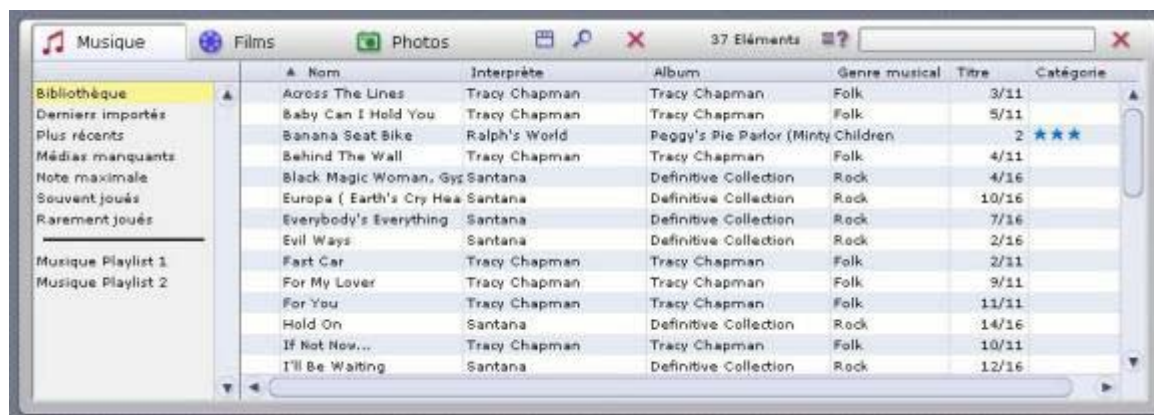 Musique Films Photos 37 Eléments ?
▲ Nom Interprète Album Genre musical Titre Catégorie
Bibliothèque
Derniers importés
Plus récents
Médias manquants
Note maximale
Souvent joués
Rarement joués
Musique Playlist 1
Musique Playlist 2
Across The Lines Tracy Chapman Tracy Chapman Folk 3/11
Baby Can I Hold You Tracy Chapman Tracy Chapman Folk 5/11
Banana Seat Bike Ralph's World Peggy's Pie Parlor (Minty Children 2 ★★★
Behind The Wall Tracy Chapman Tracy Chapman Folk 4/11
Black Magic Woman, Gyp Santana Definitive Collection Rock 4/16
Europa ( Earth's Cry Hea Santana Definitive Collection Rock 10/16
Everybody's Everything Santana Definitive Collection Rock 7/16
Evil Ways Santana Definitive Collection Rock 2/16
Fast Car Tracy Chapman Tracy Chapman Folk 2/11
For My Lover Tracy Chapman Tracy Chapman Folk 9/11
For You Tracy Chapman Tracy Chapman Folk 11/11
Hold On Santana Definitive Collection Rock 14/16
If Not Now... Tracy Chapman Tracy Chapman Folk 10/11
I'll Be Waiting Santana Definitive Collection Rock 12/16